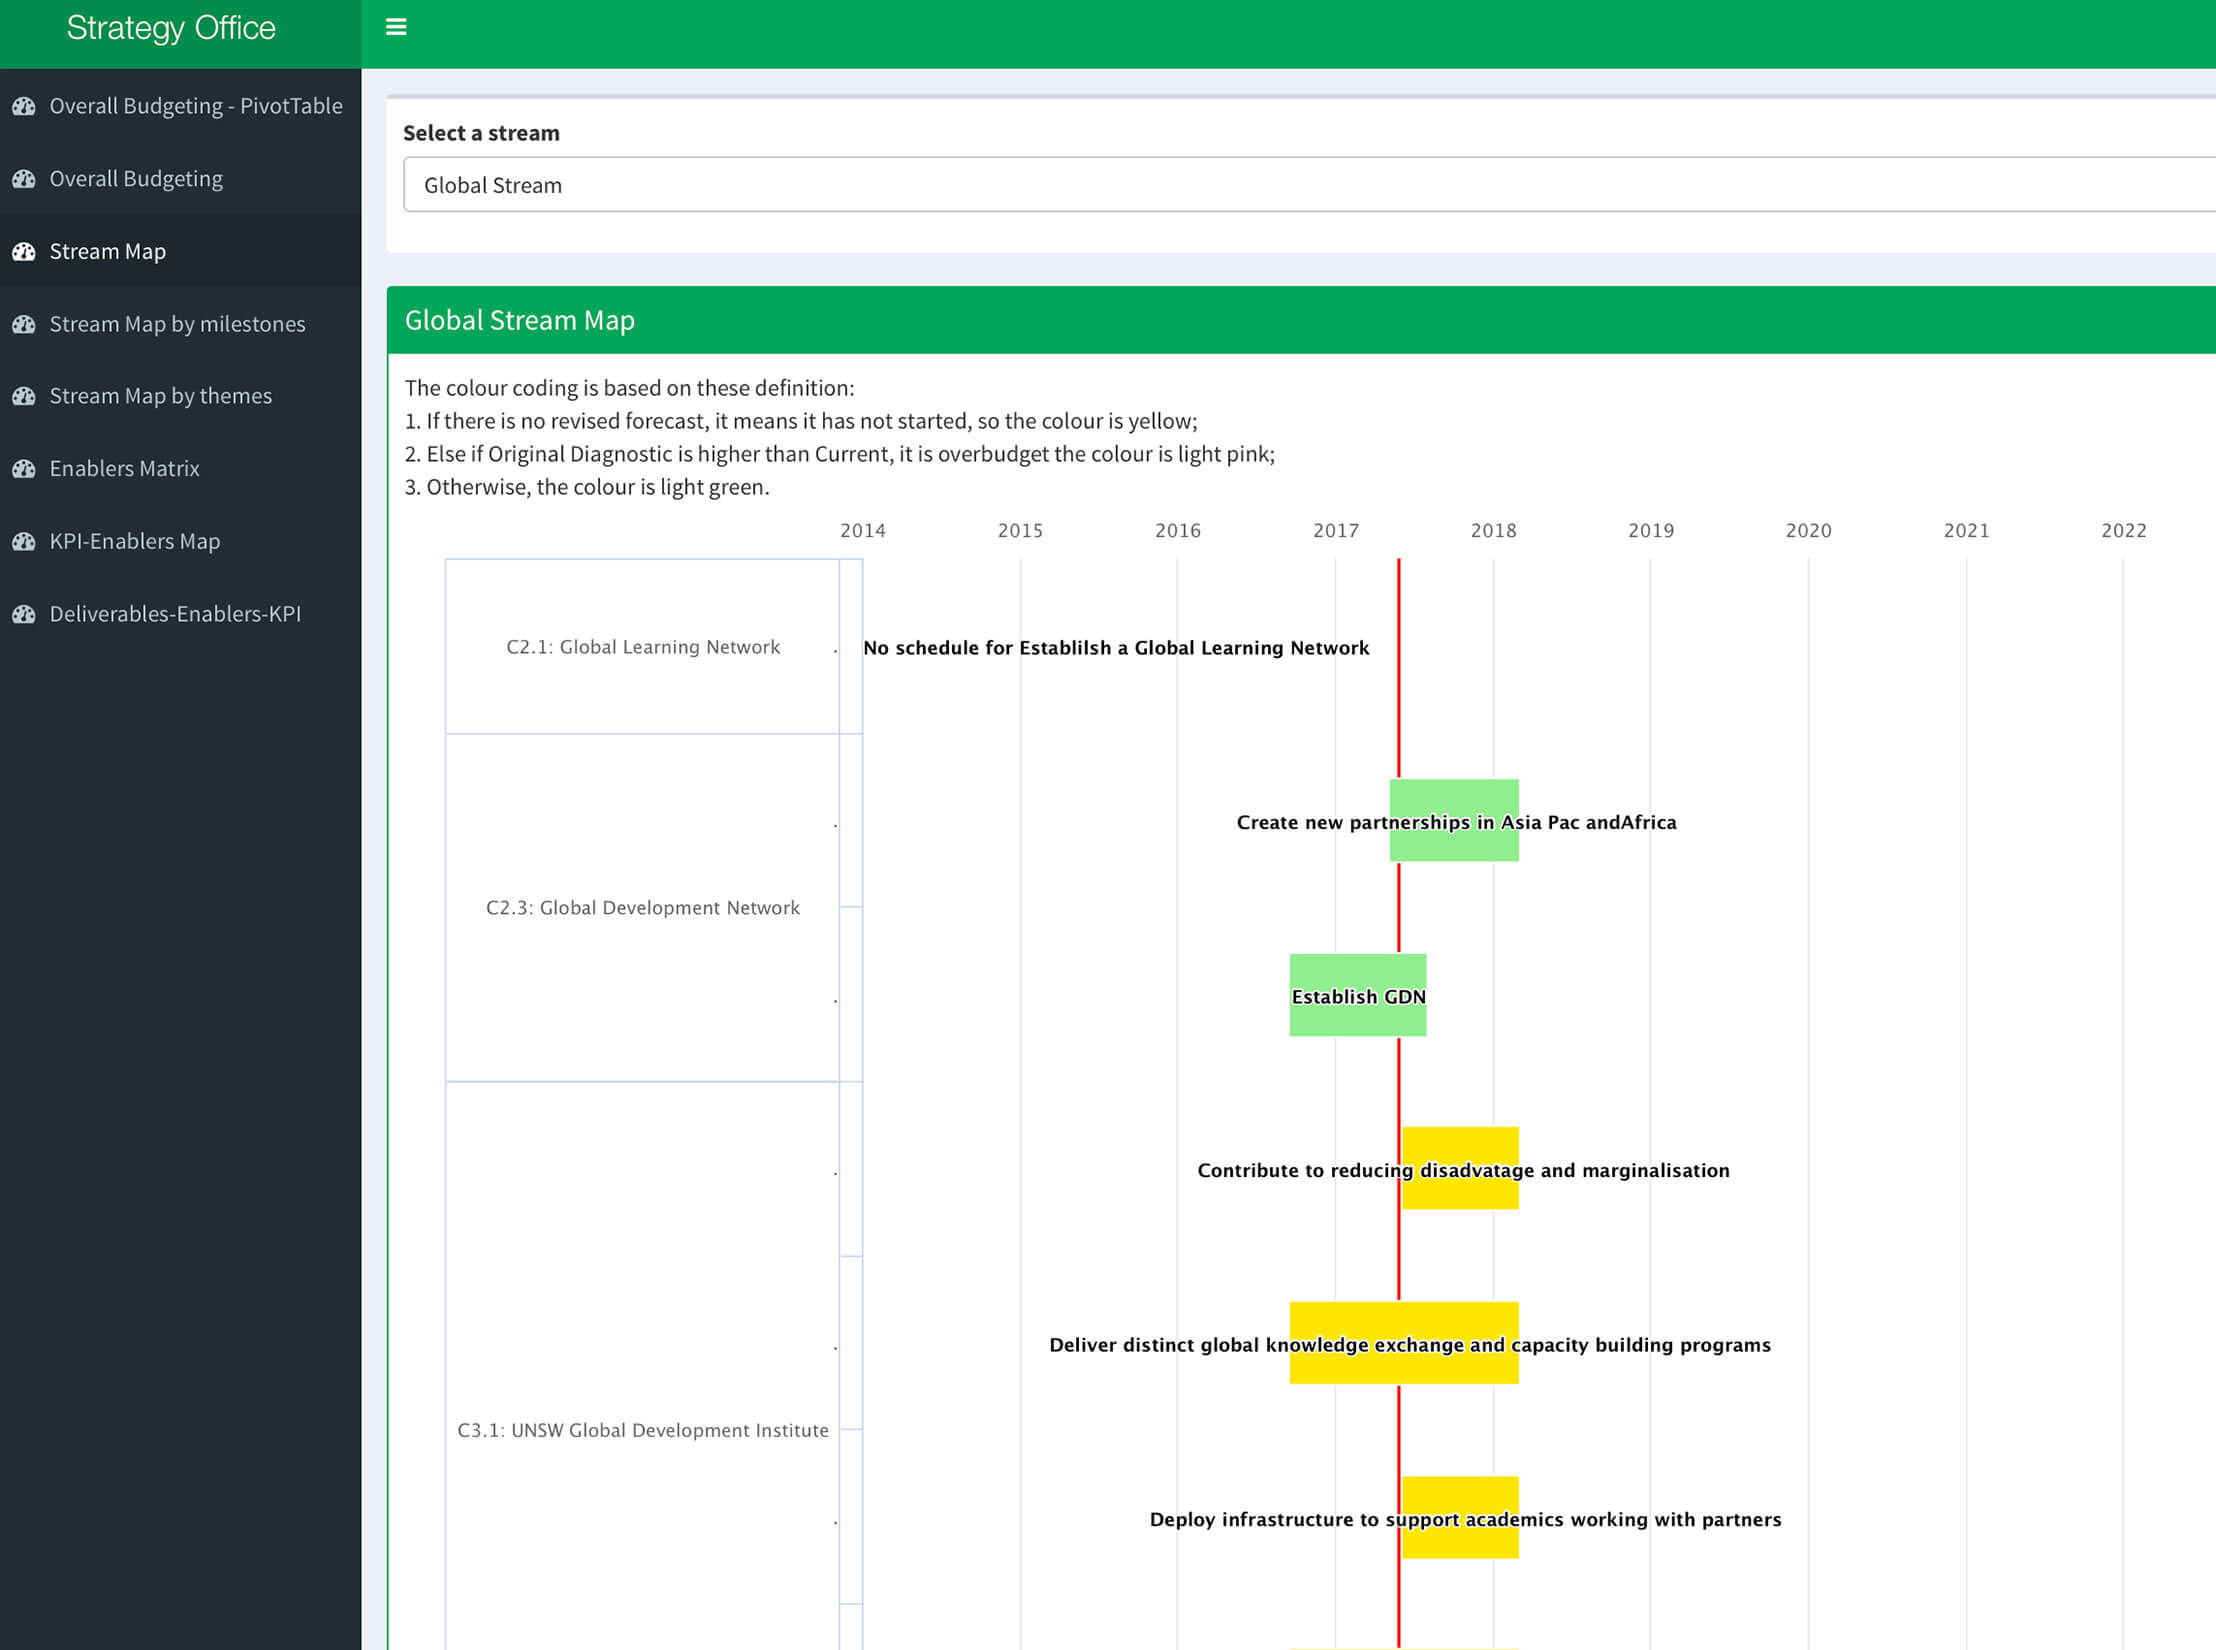 Strategy Office
Overall Budgeting - PivotTable
Overall Budgeting
Stream Map
Stream Map by milestones
Stream Map by themes
Enablers Matrix
KPI-Enablers Map
Deliverables-Enablers-KPI
Select a stream
Global Stream
Global Stream Map
The colour coding is based on these definition:
1. If there is no revised forecast, it means it has not started, so the colour is yellow;
2. Else if Original Diagnostic is higher than Current, it is overbudget the colour is light pink;
3. Otherwise, the colour is light green.
2014 2015 2016 2017 2018 2019 2020 2021 2022
C2.1: Global Learning Network
No schedule for Establilsh a Global Learning Network
Create new partnerships in Asia Pac andAfrica
C2.3: Global Development Network
Establish GDN
Contribute to reducing disadvatage and marginalisation
Deliver distinct global knowledge exchange and capacity building programs
C3.1: UNSW Global Development Institute
Deploy infrastructure to support academics working with partners